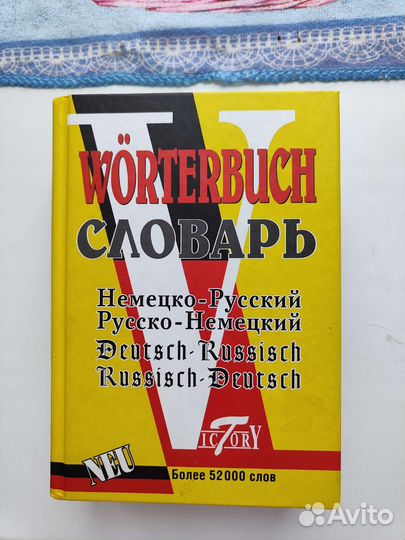 WÖRTERBUCH
СЛОВАРЬ
Немецко-Русский
Русско-Немецкий
Deutsch-Russisch
Russisch-Deutsch
VICTORY
NEU
Более 52000 слов
Avito